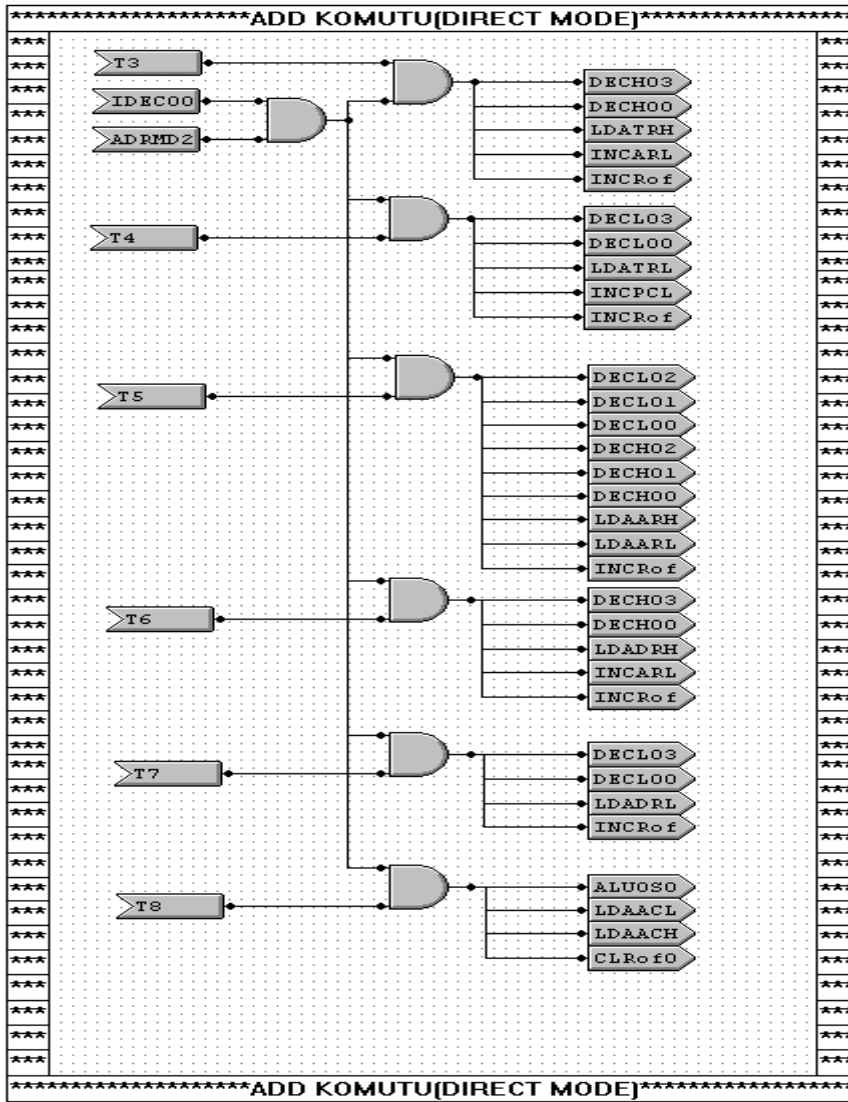 ********************ADD KOMUTU(DIRECT MODE)******************
T3
IDEC00
ADRMD2
DECH03
DECH00
LDATRH
INCARL
INCRof
T4
DECL03
DECL00
LDATRL
INCPCL
INCRof
T5
DECL02
DECL01
DECL00
DECH02
DECH01
DECH00
LDAARH
LDAARL
INCRof
T6
DECH03
DECH00
LDADRH
INCARL
INCRof
T7
DECL03
DECL00
LDADRL
INCRof
T8
ALUOS0
LDAACL
LDAACH
CLRof0
********************ADD KOMUTU(DIRECT MODE)******************